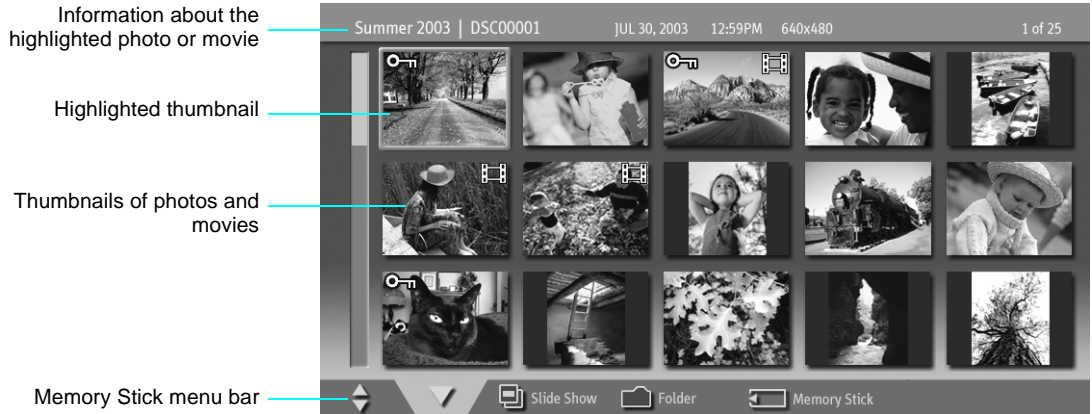 Information about the
highlighted photo or movie
Summer 2003 | DSC00001 JUL 30, 2003 12:59PM 640x480 1 of 25
Highlighted thumbnail
Thumbnails of photos and
movies
Memory Stick menu bar
Slide Show Folder Memory Stick